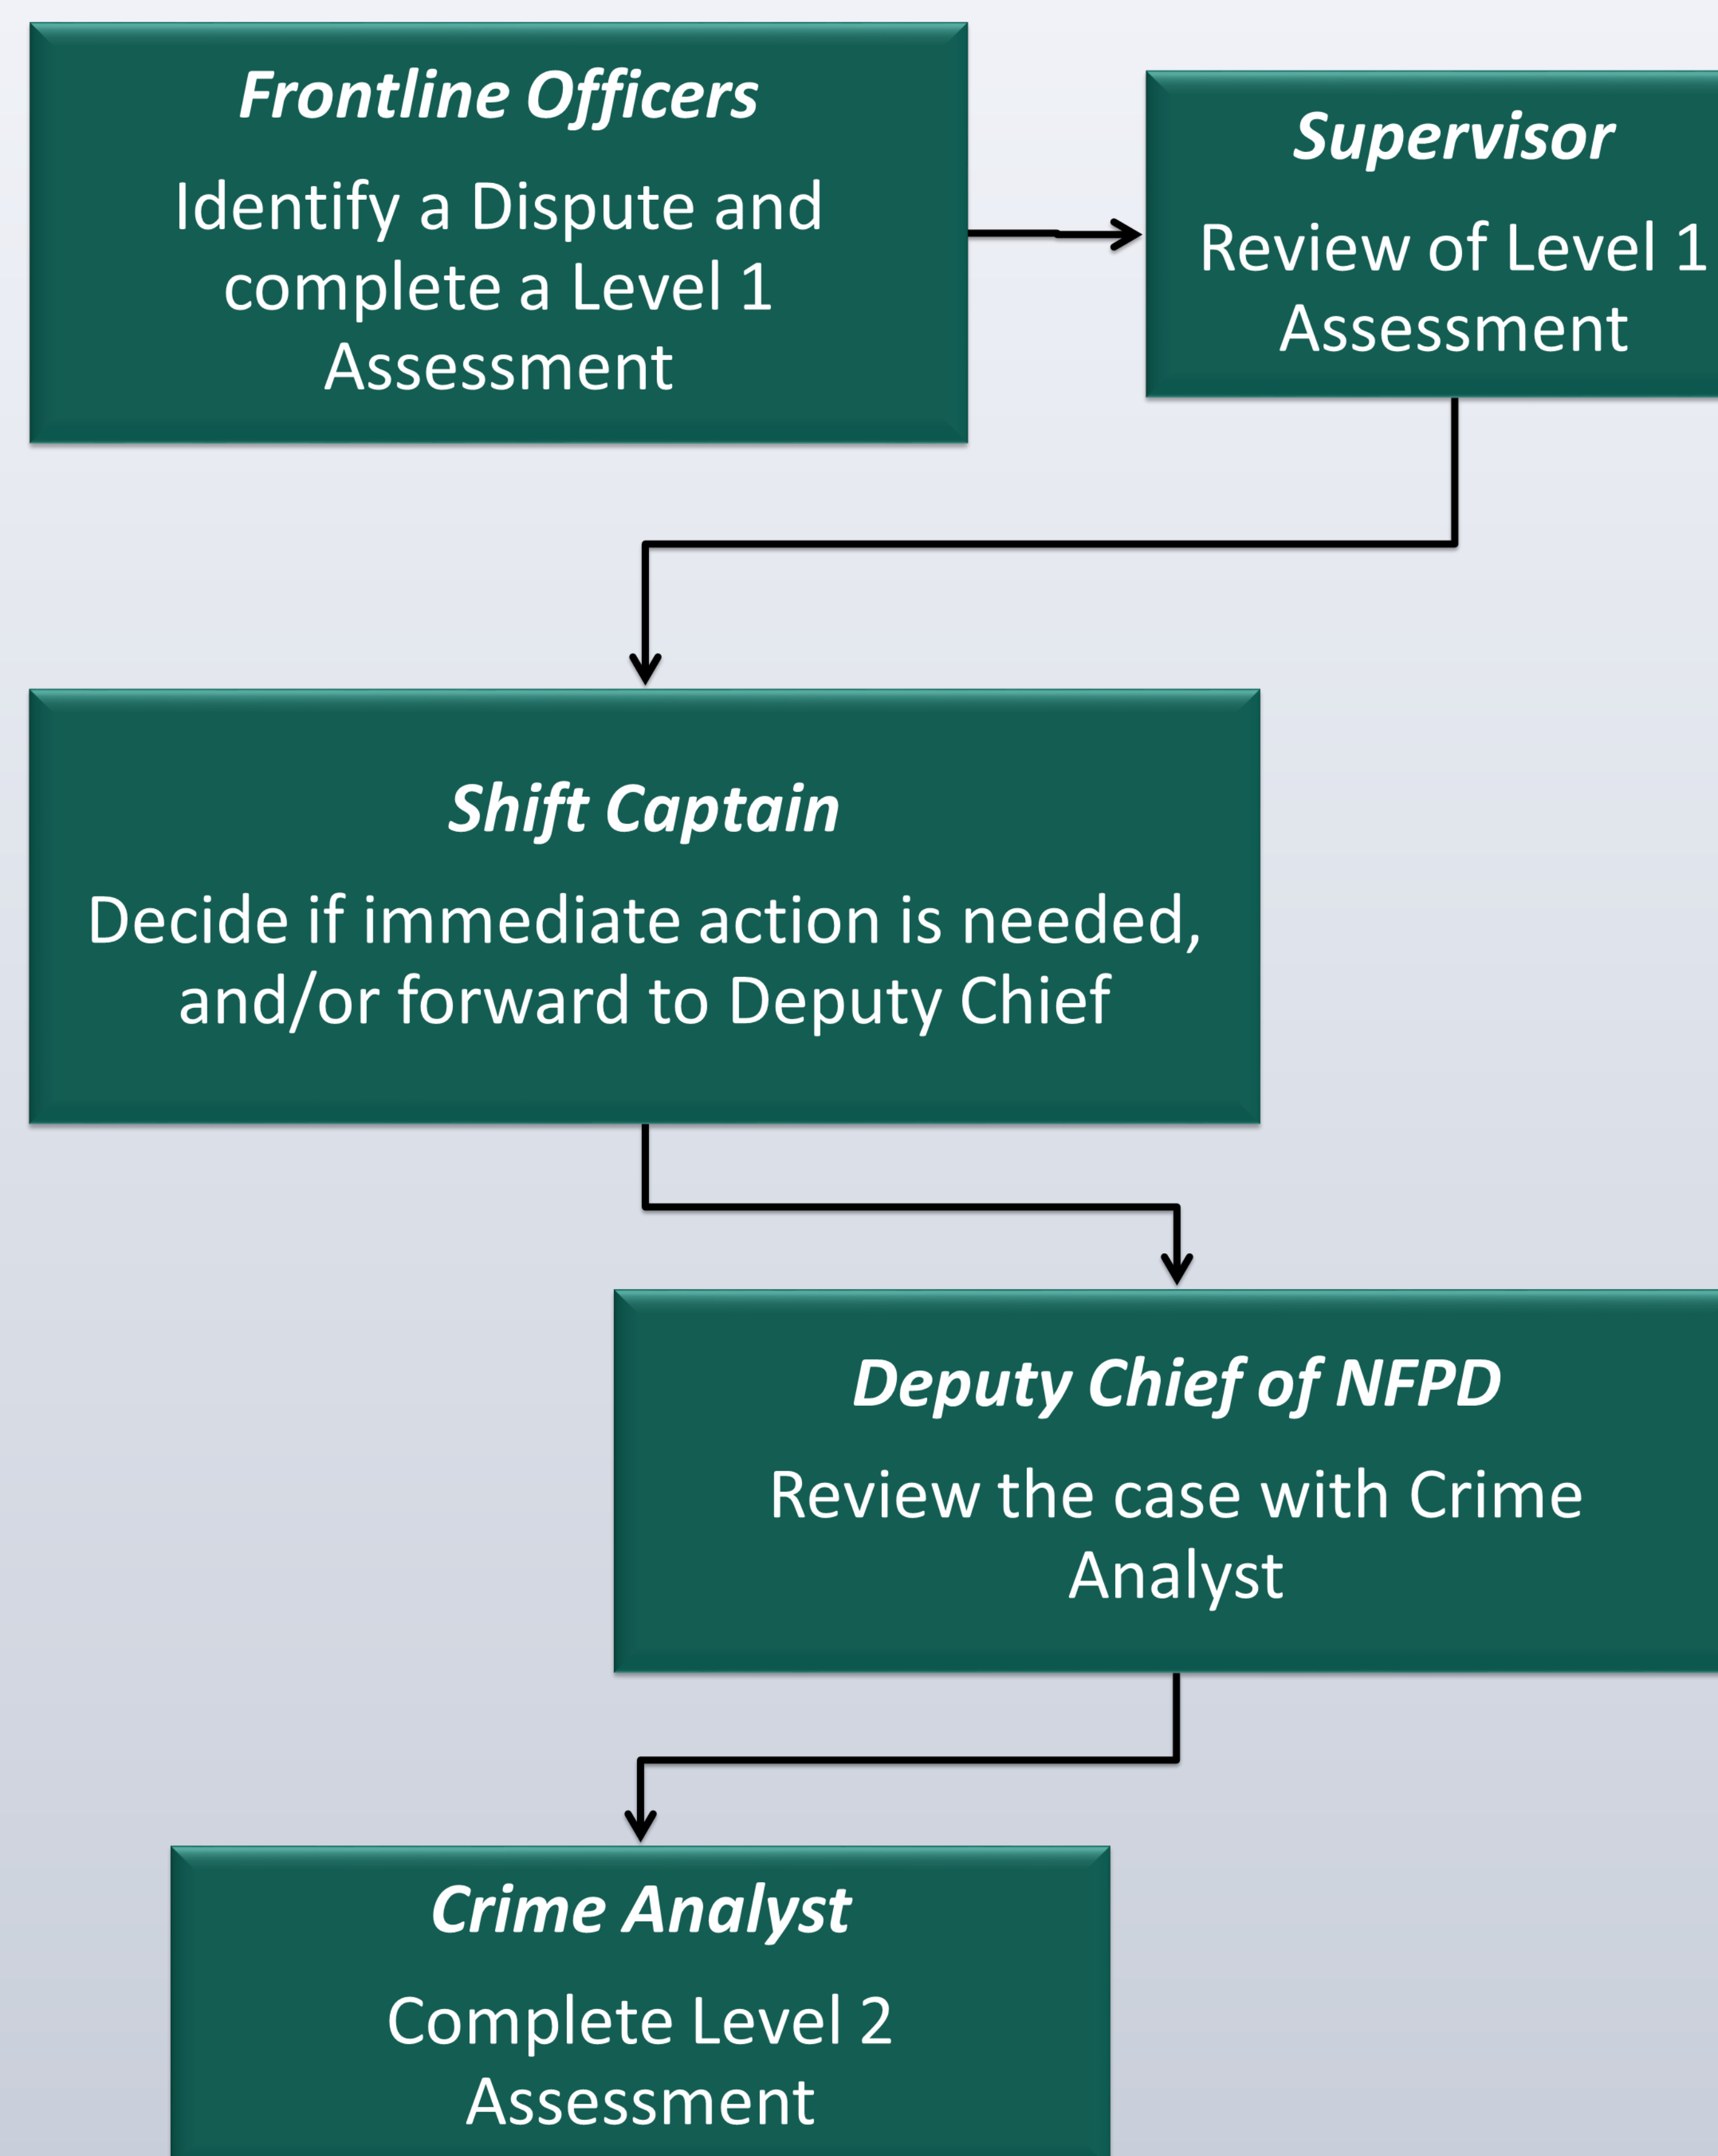 Frontline Officers
Identify a Dispute and
complete a Level 1
Assessment
Supervisor
Review of Level 1
Assessment
Shift Captain
Decide if immediate action is needed,
and/or forward to Deputy Chief
Deputy Chief of NFPD
Review the case with Crime
Analyst
Crime Analyst
Complete Level 2
Assessment